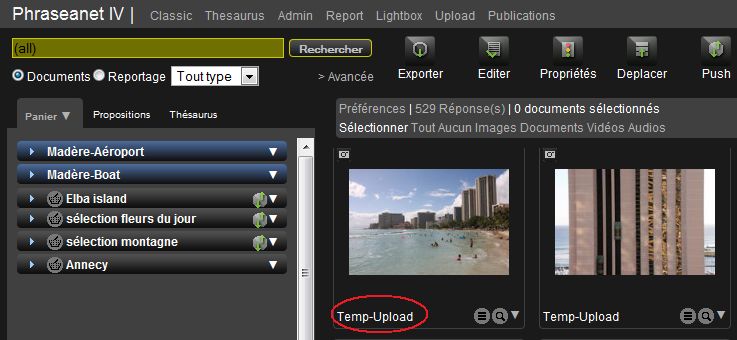 Phraseanet IV | Classic Thesaurus Admin Report Lightbox Upload Publications
(all) Rechercher
Documents Reportage Tout type > Avancée
Exporter Editer Propriétés Deplacer Push
Panier Propositions Thésaurus
Préférences | 529 Réponse(s) | 0 documents sélectionnés
Sélectionner Tout Aucun Images Documents Vidéos Audios
Madère-Aéroport
Madère-Boat
Elba island
sélection fleurs du jour
sélection montagne
Annecy
Temp-Upload
Temp-Upload